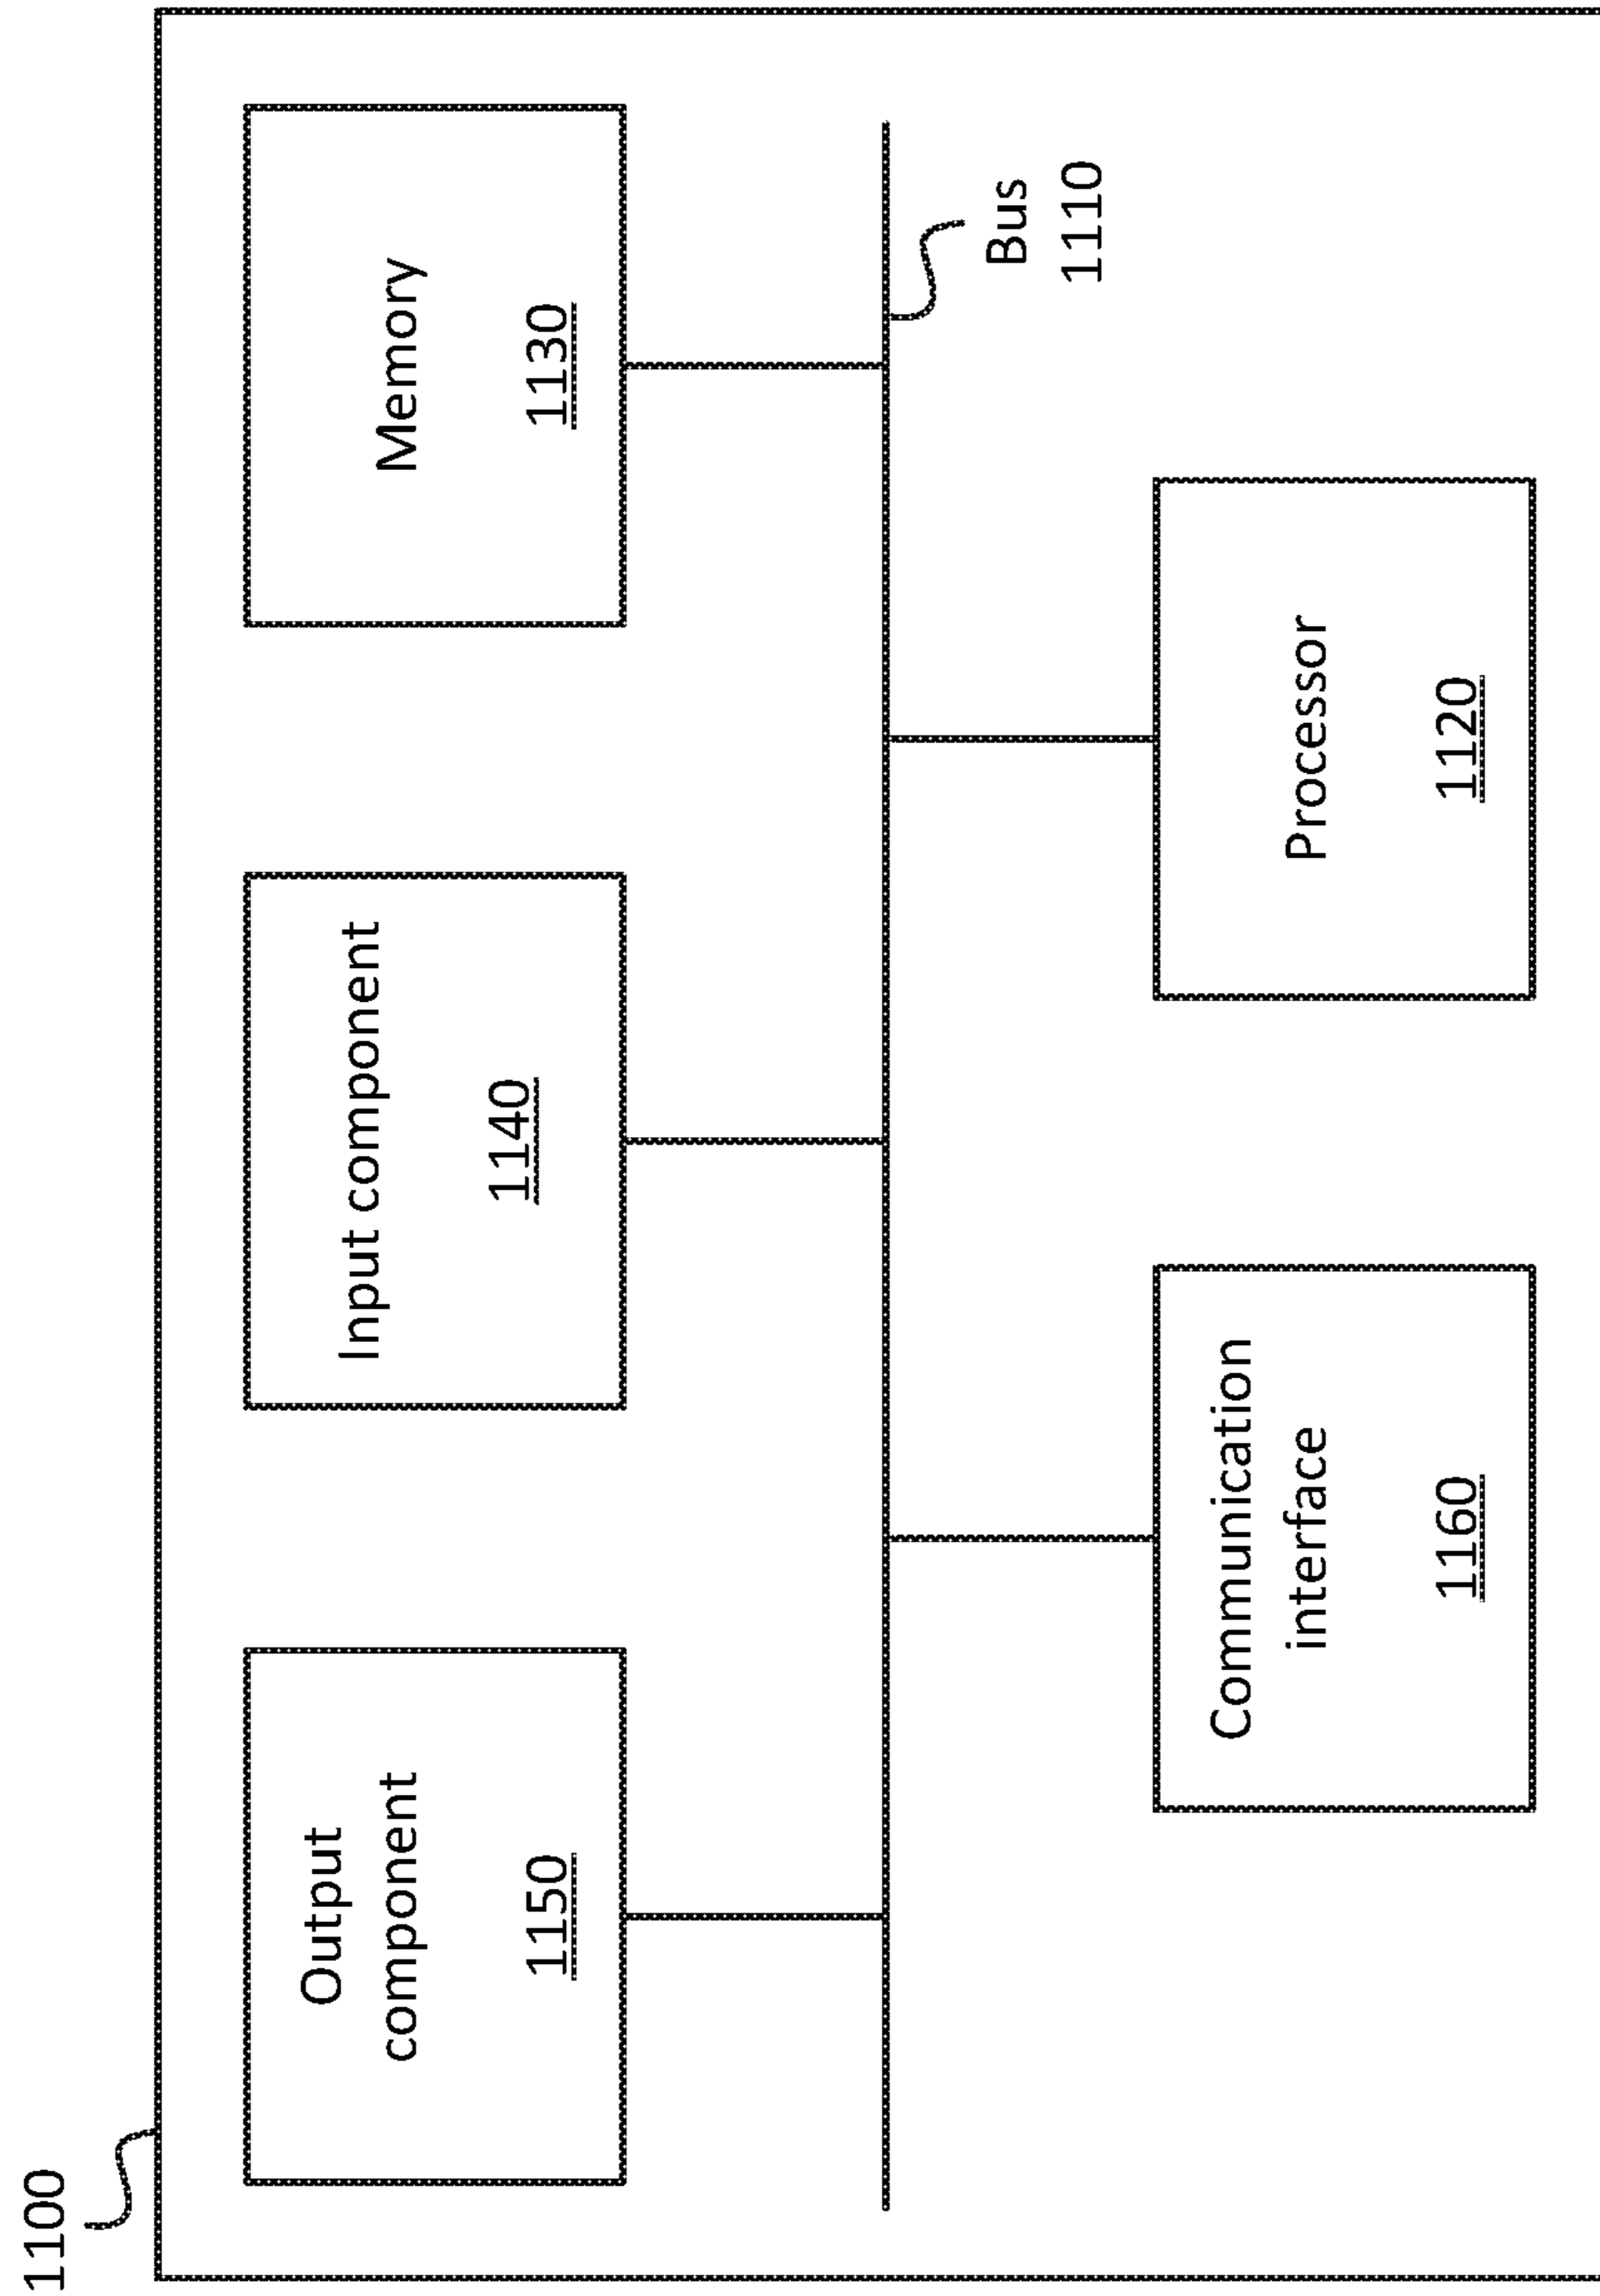 1100
Output
component
1150
Input component
1140
Memory
1130
Bus
1110
Communication
interface
1160
Processor
1120